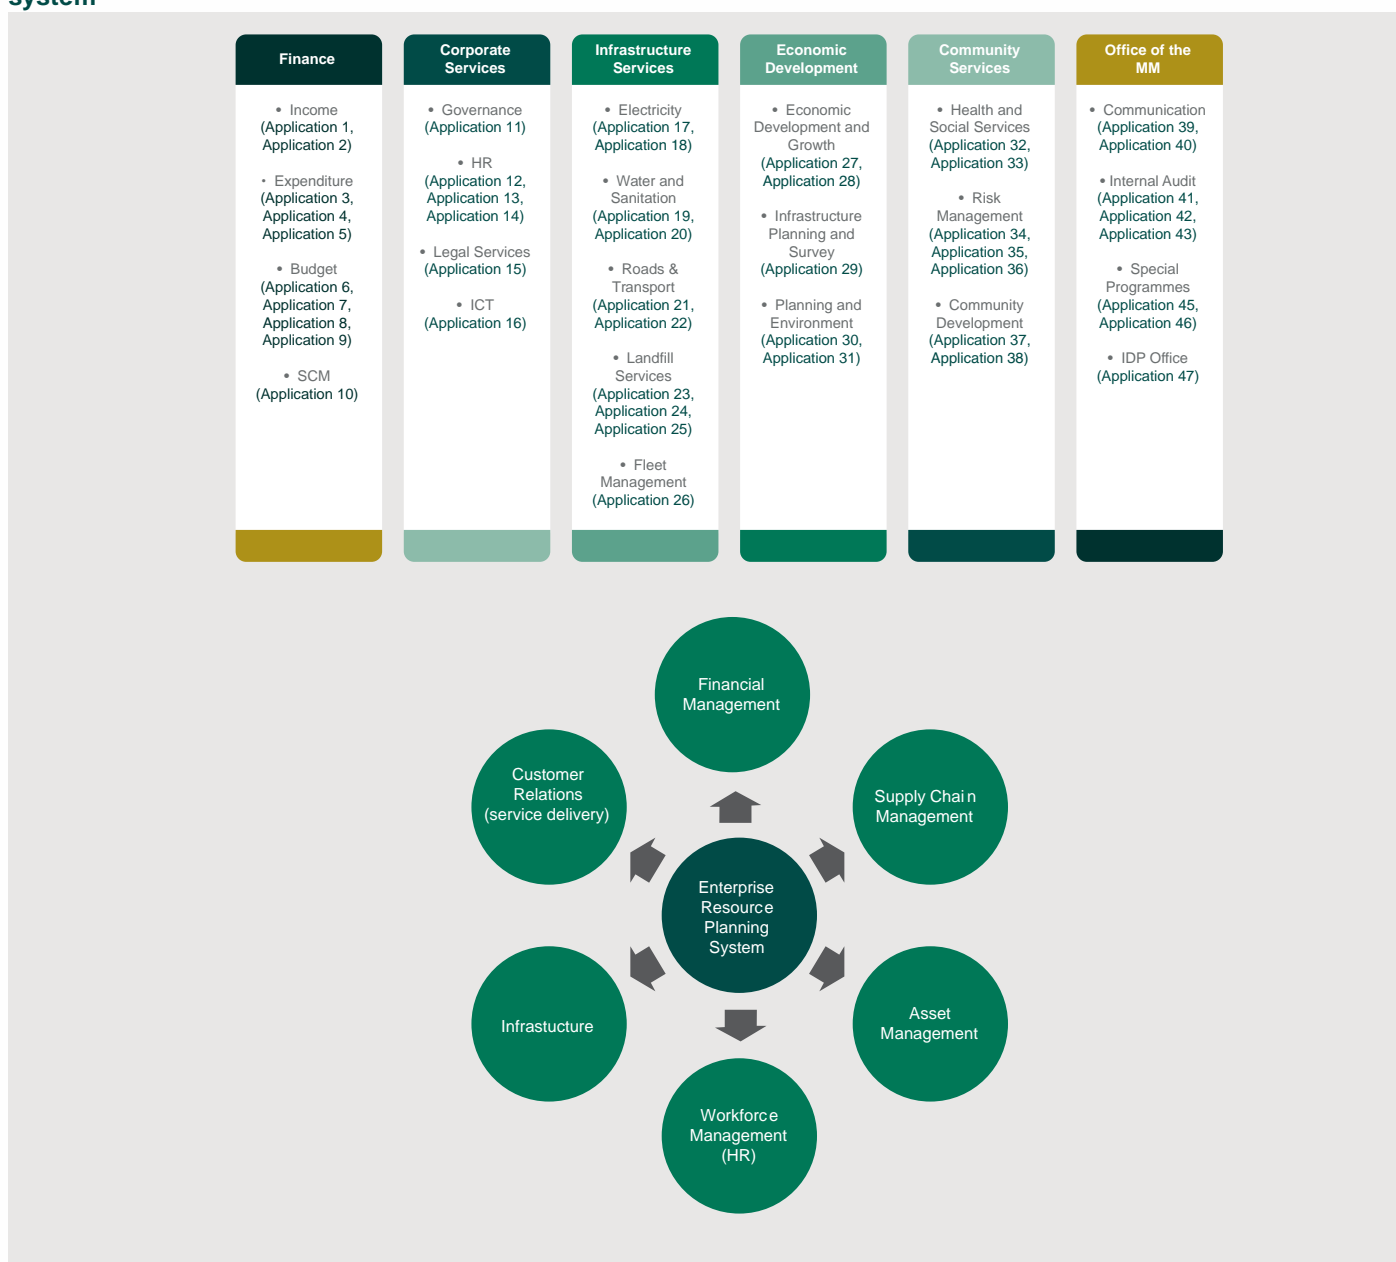 system
Finance
• Income
(Application 1,
Application 2)
• Expenditure
(Application 3,
Application 4,
Application 5)
• Budget
(Application 6,
Application 7,
Application 8,
Application 9)
• SCM
(Application 10)
Corporate
Services
• Governance
(Application 11)
• HR
(Application 12,
Application 13,
Application 14)
• Legal Services
(Application 15)
• ICT
(Application 16)
Infrastructure
Services
• Electricity
(Application 17,
Application 18)
• Water and
Sanitation
(Application 19,
Application 20)
• Roads &
Transport
(Application 21,
Application 22)
• Landfill
Services
(Application 23,
Application 24,
Application 25)
• Fleet
Management
(Application 26)
Economic
Development
• Economic
Development and
Growth
(Application 27,
Application 28)
• Infrastructure
Planning and
Survey
(Application 29)
• Planning and
Environment
(Application 30,
Application 31)
Community
Services
• Health and
Social Services
(Application 32,
Application 33)
• Risk
Management
(Application 34,
Application 35,
Application 36)
• Community
Development
(Application 37,
Application 38)
Office of the
MM
• Communication
(Application 39,
Application 40)
• Internal Audit
(Application 41,
Application 42,
Application 43)
• Special
Programmes
(Application 45,
Application 46)
• IDP Office
(Application 47)
Financial
Management
Customer
Relations
(service delivery)
Supply Chain
Management
Enterprise
Resource
Planning
System
Infrastucture
Asset
Management
Workforce
Management
(HR)